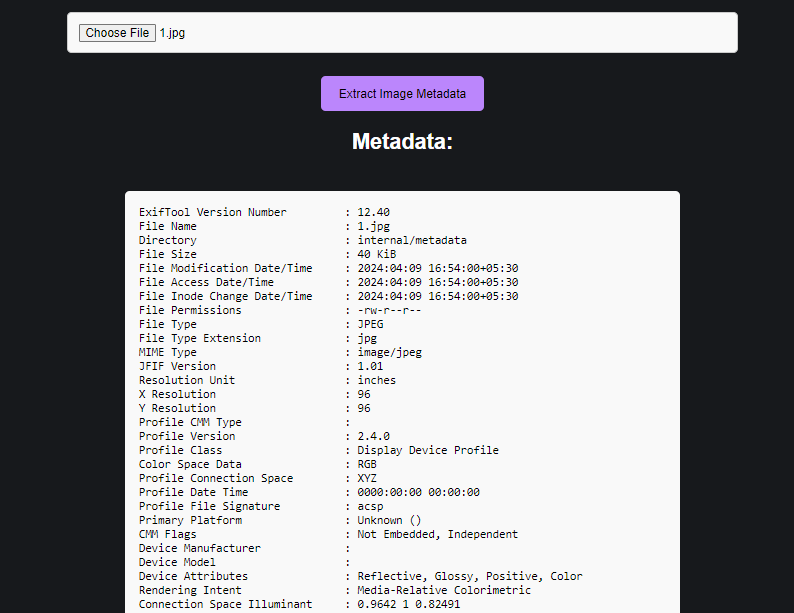 Choose File 1.jpg
Extract Image Metadata
Metadata:
ExifTool Version Number : 12.40
File Name : 1.jpg
Directory : internal/metadata
File Size : 40 KiB
File Modification Date/Time : 2024:04:09 16:54:00+05:30
File Access Date/Time : 2024:04:09 16:54:00+05:30
File Inode Change Date/Time : 2024:04:09 16:54:00+05:30
File Permissions : -rw-r--r--
File Type : JPEG
File Type Extension : jpg
MIME Type : image/jpeg
JFIF Version : 1.01
Resolution Unit : inches
X Resolution : 96
Y Resolution : 96
Profile CMM Type :
Profile Version : 2.4.0
Profile Class : Display Device Profile
Color Space Data : RGB
Profile Connection Space : XYZ
Profile Date Time : 0000:00:00 00:00:00
Profile File Signature : acsp
Primary Platform : Unknown ()
CMM Flags : Not Embedded, Independent
Device Manufacturer :
Device Model :
Device Attributes : Reflective, Glossy, Positive, Color
Rendering Intent : Media-Relative Colorimetric
Connection Space Illuminant : 0.9642 1 0.82491